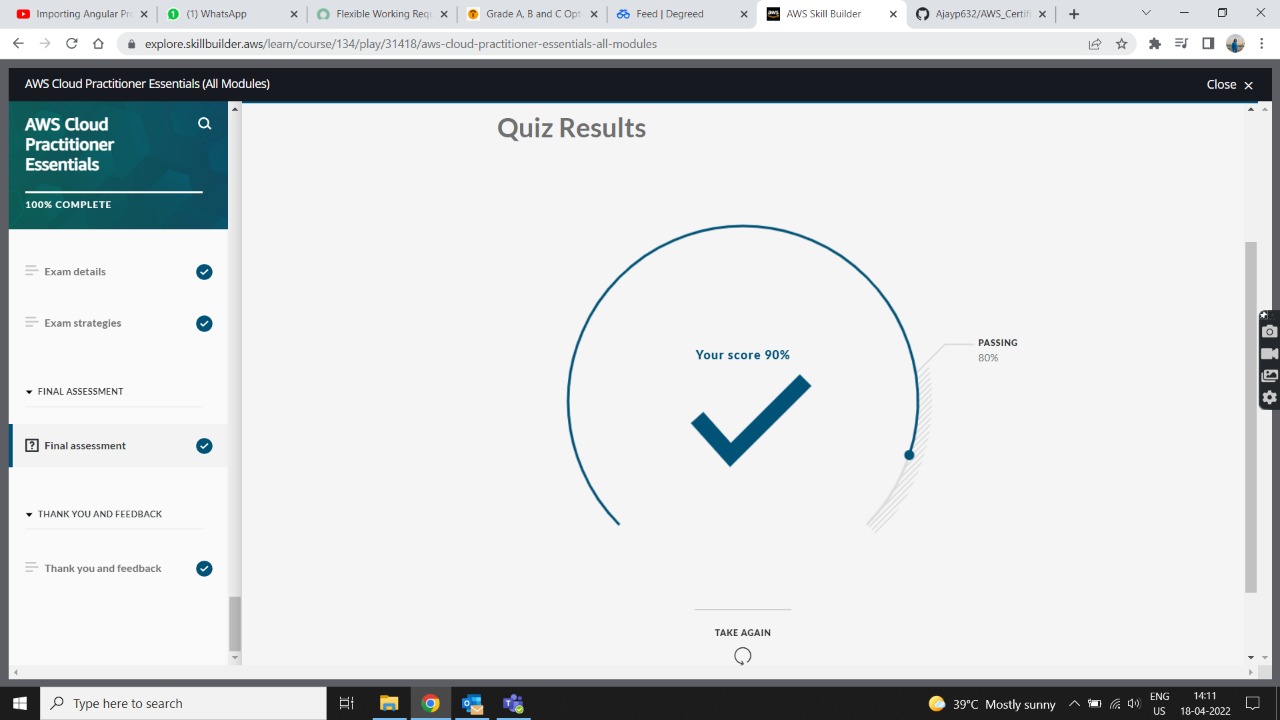 Important Angular Pro
(1) WhatsApp
Flexible Working Requ
Grade A, B and C Opt
Feed | Degreed
aws
AWS Skill Builder
Ajayp632/AWS_Certifi
explore.skillbuilder.aws/learn/course/134/play/31418/aws-cloud-practitioner-essentials-all-modules
AWS Cloud Practitioner Essentials (All Modules)
Close
AWS Cloud
Practitioner
Essentials
100% COMPLETE
Exam details
Exam strategies
FINAL ASSESSMENT
Final assessment
THANK YOU AND FEEDBACK
Thank you and feedback
Quiz Results
Your score 90%
PASSING
80%
TAKE AGAIN
Type here to search
39°C Mostly sunny
ENG
US
14:11
18-04-2022